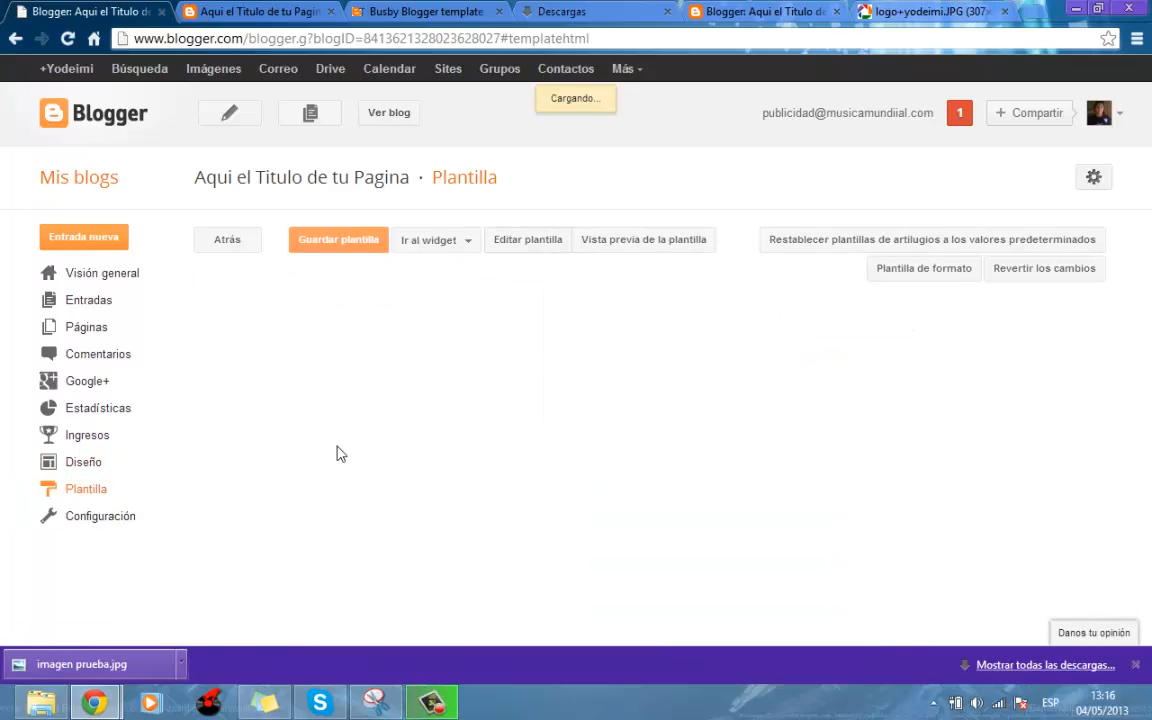 Blogger: Aqui el Titulo de
Aqui el Titulo de tu Pagin
Busby Blogger template
Descargas
Blogger: Aqui el Titulo de
logo+yodeimi.JPG (307×
www.blogger.com/blogger.g?blogID=8413621328023628027#templatehtml
+Yodeimi Búsqueda Imágenes Correo Drive Calendar Sites Grupos Contactos Más
Cargando...
Blogger
Ver blog
publicidad@musicamundiial.com
1
+ Compartir
Mis blogs
Aqui el Titulo de tu Pagina · Plantilla
Entrada nueva
Atrás
Guardar plantilla
Ir al widget
Editar plantilla
Vista previa de la plantilla
Restablecer plantillas de artilugios a los valores predeterminados
Plantilla de formato
Revertir los cambios
Visión general
Entradas
Páginas
Comentarios
Google+
Estadísticas
Ingresos
Diseño
Plantilla
Configuración
Danos tu opinión
imagen prueba.jpg
Mostrar todas las descargas...
ESP
13:16
04/05/2013